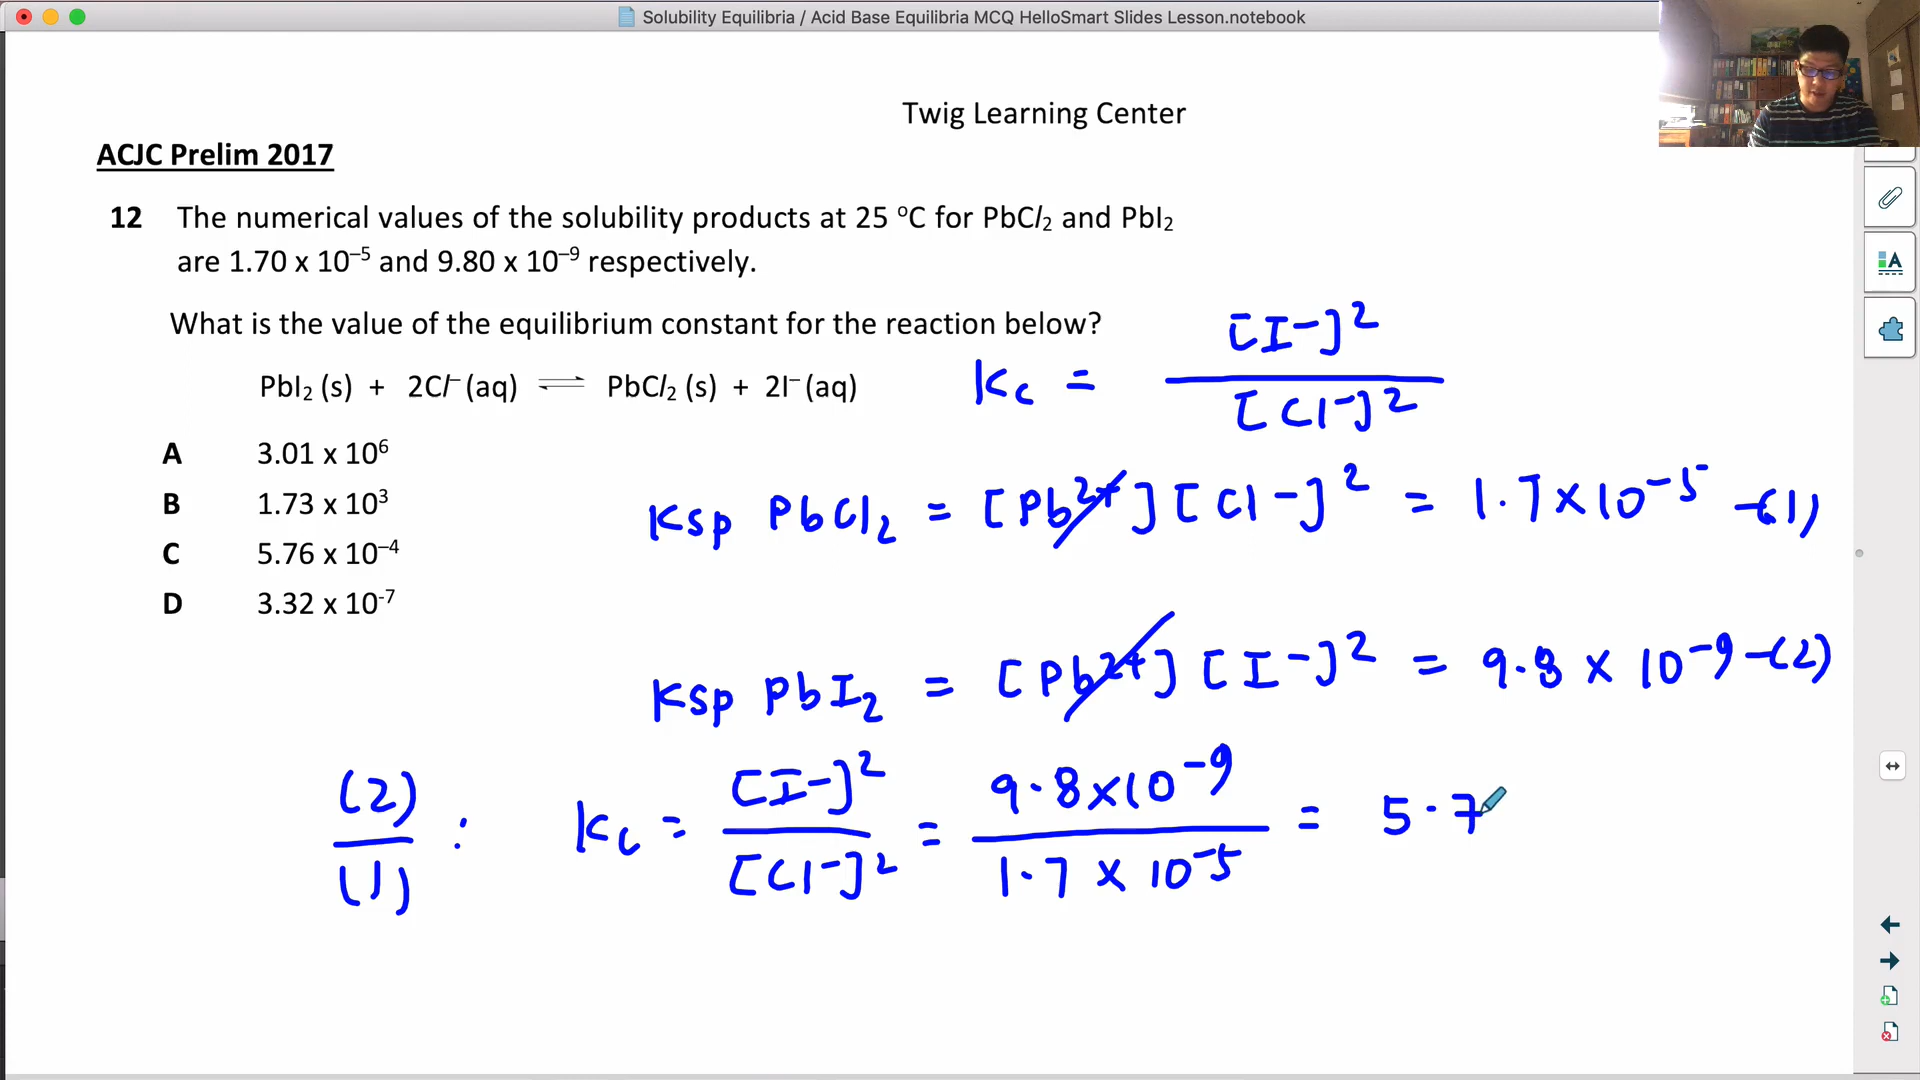 Solubility Equilibria / Acid Base Equilibria MCQ HelloSmart Slides Lesson.notebook
Twig Learning Center
ACJC Prelim 2017
12 The numerical values of the solubility products at 25 °C for PbCl₂ and PbI₂
are 1.70 x 10⁻⁵ and 9.80 x 10⁻⁹ respectively.
What is the value of the equilibrium constant for the reaction below?
PbI₂ (s) + 2Cl⁻ (aq) ⇌ PbCl₂ (s) + 2I⁻ (aq)
Kc = [I-]² / [Cl-]²
A 3.01 x 10⁶
B 1.73 x 10³
C 5.76 x 10⁻⁴
D 3.32 x 10⁻⁷
Ksp PbCl₂ = [Pb²⁺][Cl-]² = 1.7 x 10⁻⁵ -(1)
Ksp PbI₂ = [Pb²⁺][I-]² = 9.8 x 10⁻⁹ -(2)
(2)/(1) : Kc = [I-]² / [Cl-]² = 9.8 x 10⁻⁹ / 1.7 x 10⁻⁵ = 5.7